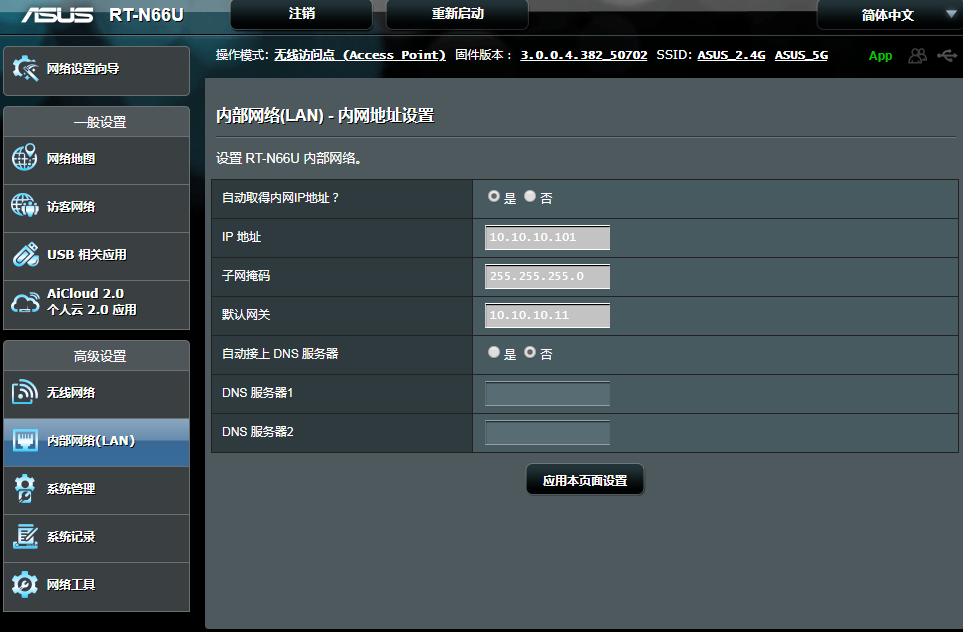 ASUS RT-N66U 注销 重新启动 简体中文
操作模式: 无线访问点 (Access Point) 固件版本: 3.0.0.4.382_50702 SSID: ASUS_2.4G ASUS_5G App
网络设置向导
一般设置
网络地图
访客网络
USB 相关应用
AiCloud 2.0
个人云 2.0 应用
高级设置
无线网络
内部网络(LAN)
系统管理
系统记录
网络工具
内部网络(LAN) - 内网地址设置
设置 RT-N66U 内部网络。
自动取得内网IP地址? 是 否
IP 地址 10.10.10.101
子网掩码 255.255.255.0
默认网关 10.10.10.11
自动接上 DNS 服务器 是 否
DNS 服务器1
DNS 服务器2
应用本页面设置